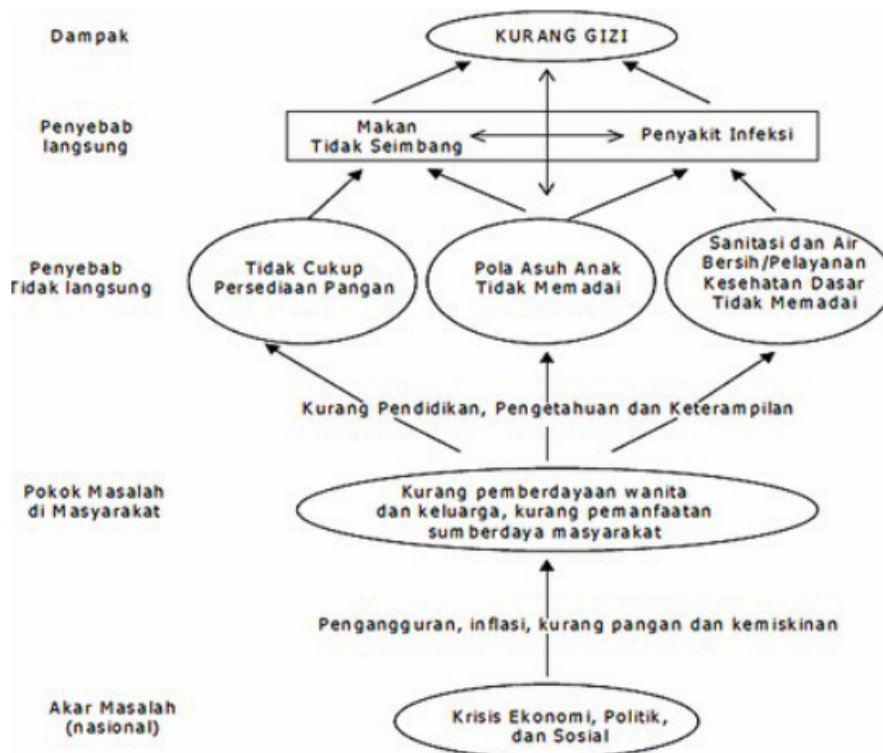 Dampak
KURANG GIZI
Penyebab
langsung
Makan
Tidak Seimbang
Penyakit Infeksi
Penyebab
Tidak langsung
Tidak Cukup
Persediaan Pangan
Pola Asuh Anak
Tidak Memadai
Sanitasi dan Air
Bersih/Pelayanan
Kesehatan Dasar
Tidak Memadai
Kurang Pendidikan, Pengetahuan dan Keterampilan
Pokok Masalah
di Masyarakat
Kurang pemberdayaan wanita
dan keluarga, kurang pemanfaatan
sumberdaya masyarakat
Pengangguran, inflasi, kurang pangan dan kemiskinan
Akar Masalah
(nasional)
Krisis Ekonomi, Politik,
dan Sosial